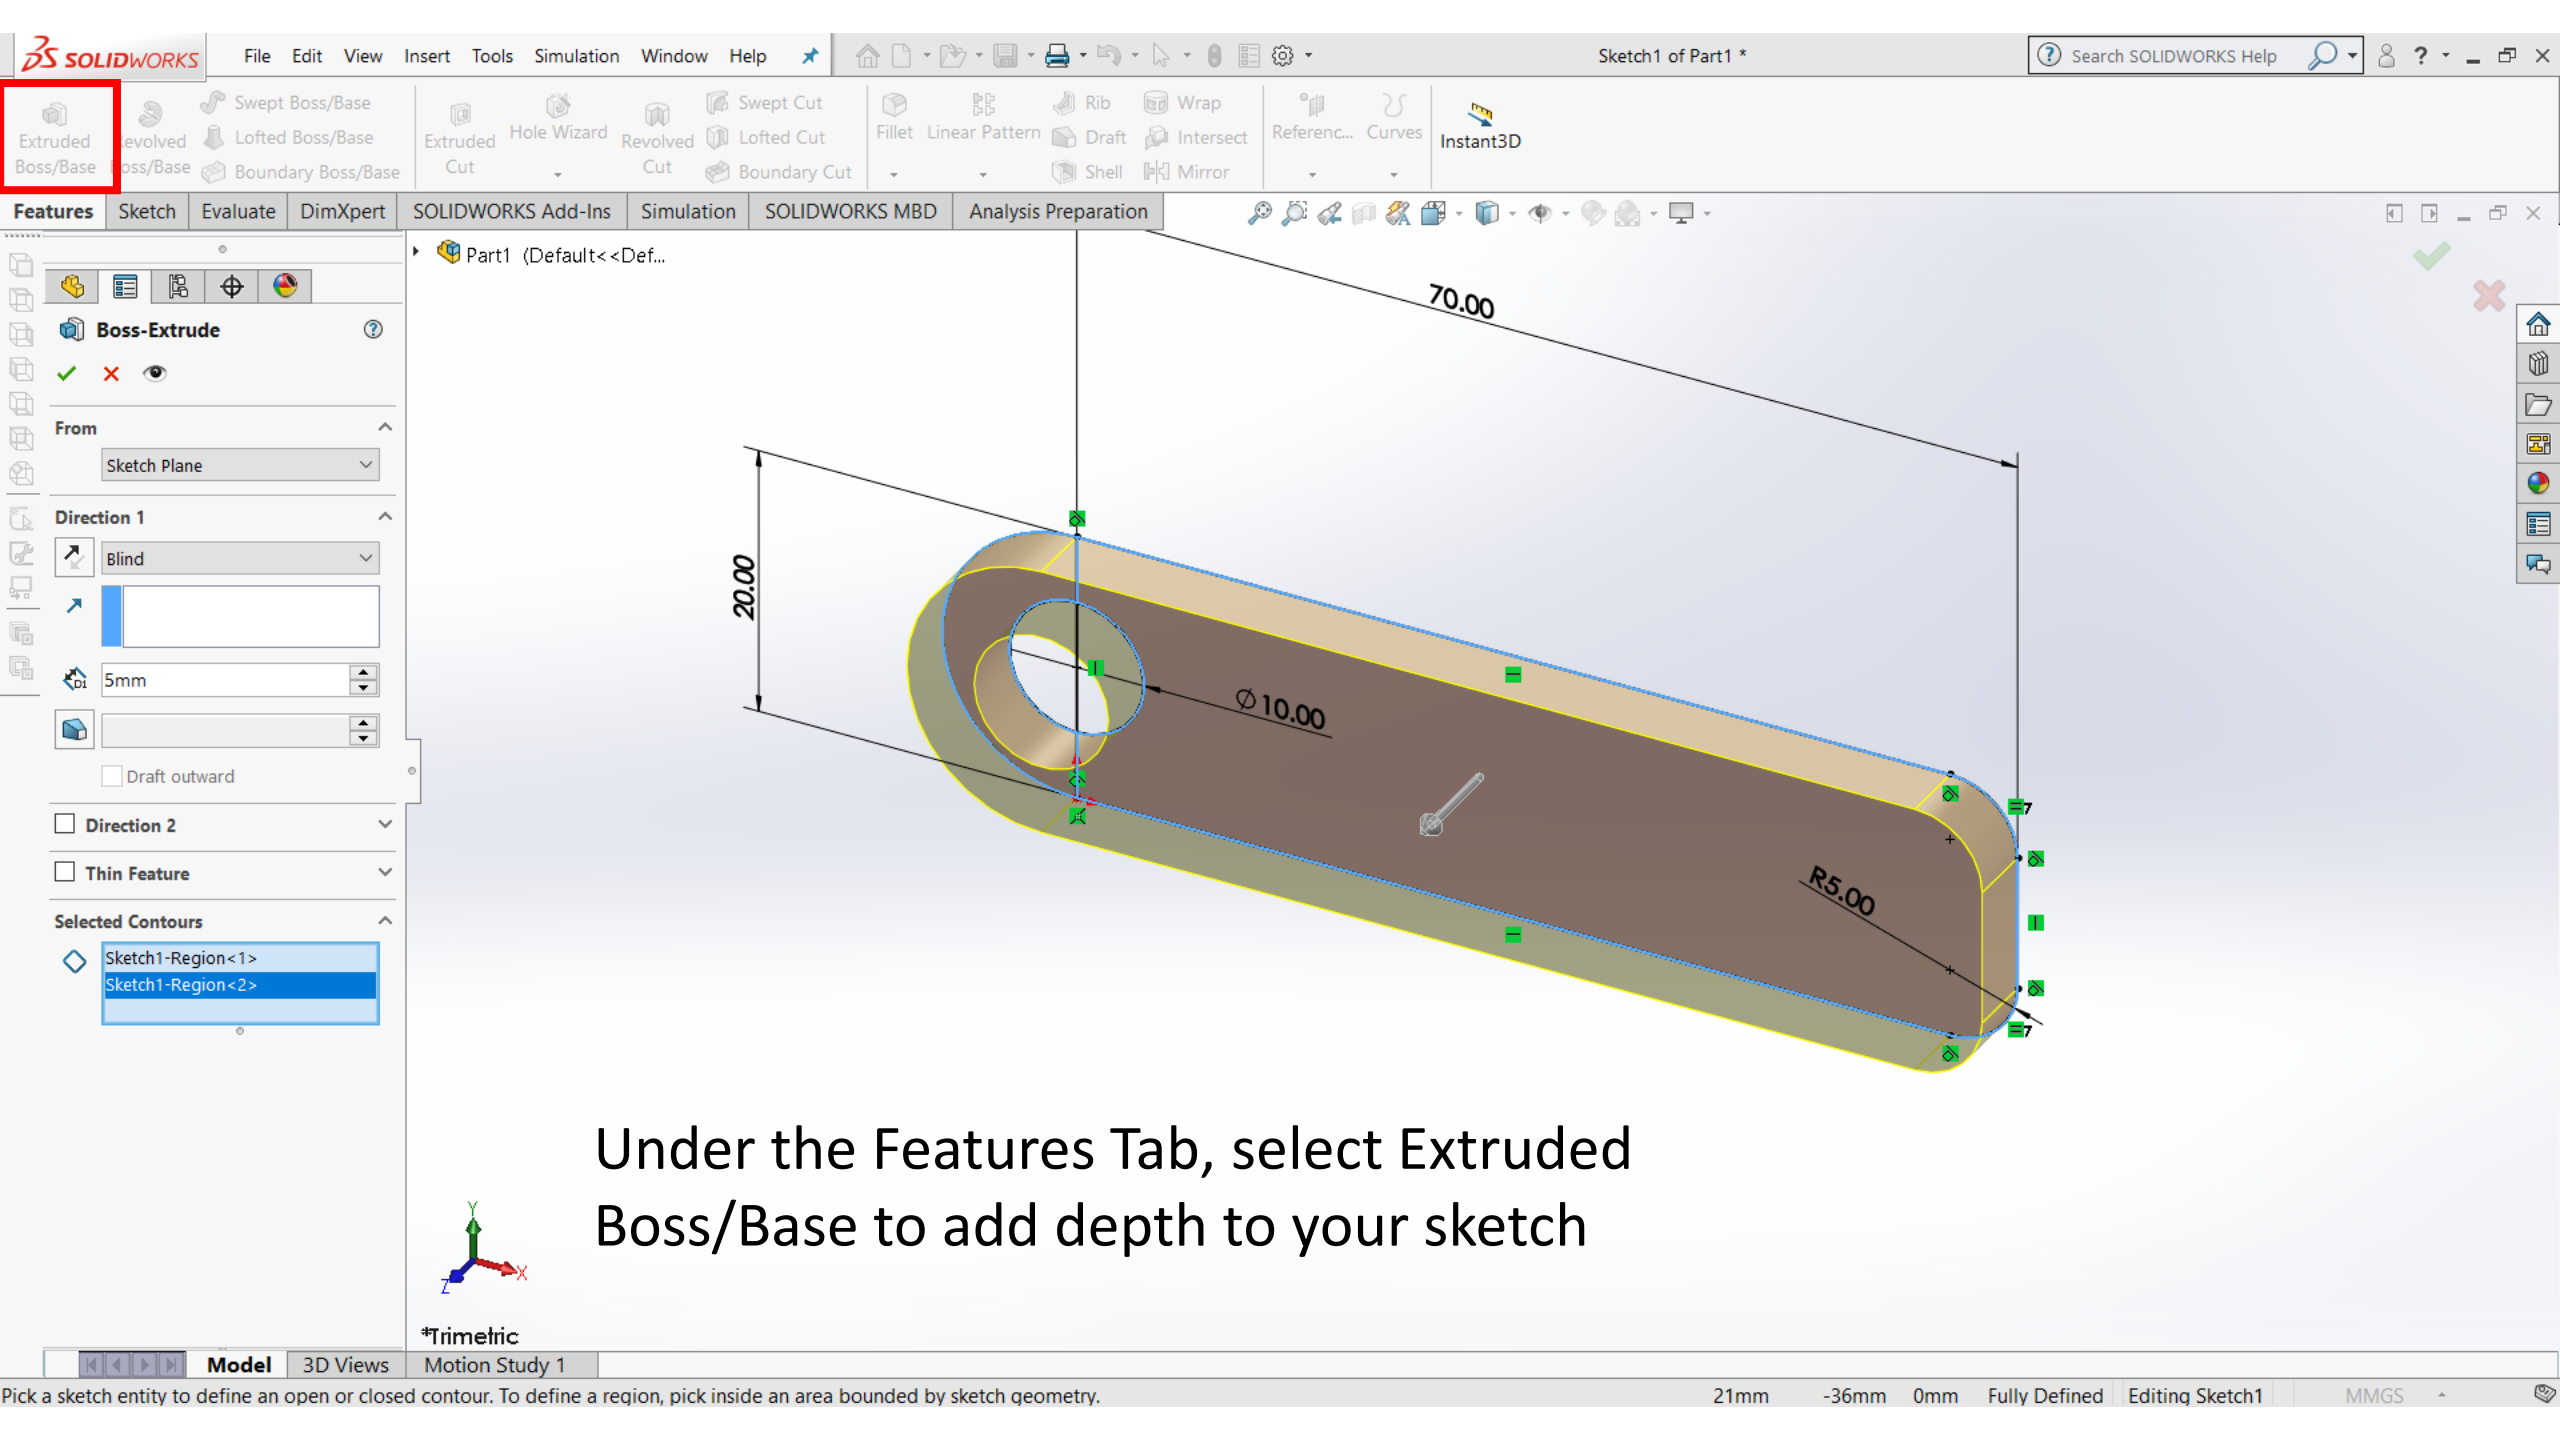 SOLIDWORKS File Edit View Insert Tools Simulation Window Help Sketch1 of Part1 * Search SOLIDWORKS Help ?
Extruded Boss/Base
Revolved Boss/Base
Swept Boss/Base
Lofted Boss/Base
Boundary Boss/Base
Extruded Cut
Hole Wizard
Revolved Cut
Swept Cut
Lofted Cut
Boundary Cut
Fillet
Linear Pattern
Rib
Draft
Shell
Wrap
Intersect
Mirror
Referenc...
Curves
Instant3D
Features Sketch Evaluate DimXpert SOLIDWORKS Add-Ins Simulation SOLIDWORKS MBD Analysis Preparation
Part1 (Default<<Def...
Boss-Extrude
From
Sketch Plane
Direction 1
Blind
D1 5mm
Draft outward
Direction 2
Thin Feature
Selected Contours
Sketch1-Region<1>
Sketch1-Region<2>
70.00
20.00
Ø10.00
R5.00
7
7
Under the Features Tab, select Extruded
Boss/Base to add depth to your sketch
Y
X
Z
*Trimetric
Model 3D Views Motion Study 1
Pick a sketch entity to define an open or closed contour. To define a region, pick inside an area bounded by sketch geometry. 21mm -36mm 0mm Fully Defined Editing Sketch1 MMGS